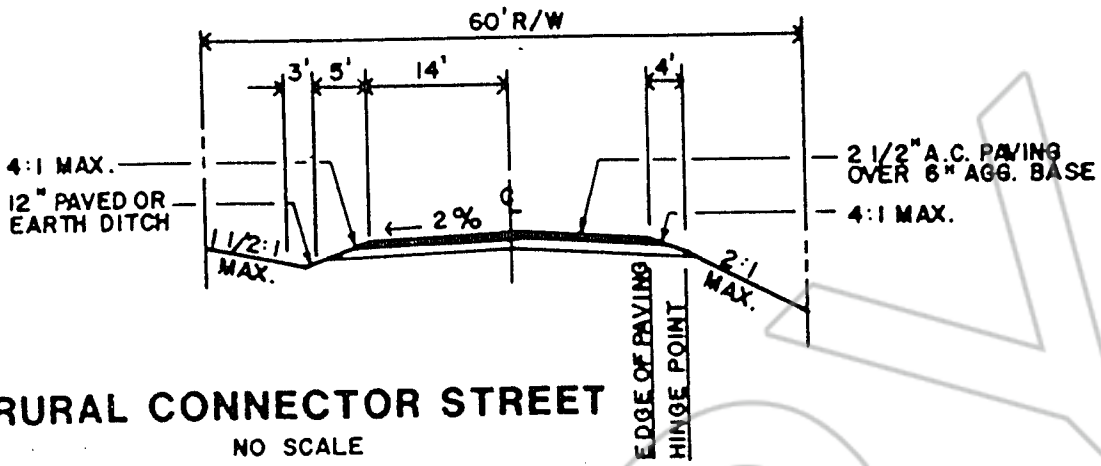 60' R/W
3' 5' 14' 4'
4:1 MAX.
12" PAVED OR
EARTH DITCH
2 1/2" A.C. PAVING
OVER 6" AGG. BASE
4:1 MAX.
℄
← 2%
1 1/2:1
MAX.
2:1
MAX.
EDGE OF PAVING
HINGE POINT
RURAL CONNECTOR STREET
NO SCALE